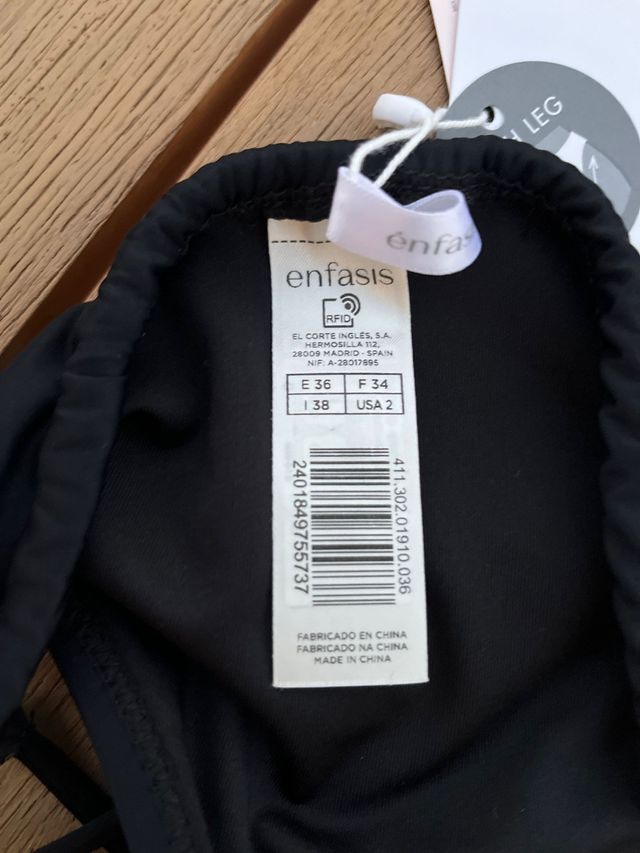 LEG
énfas
enfasis
RFID
EL CORTE INGLÉS, S.A.
HERMOSILLA 112,
28009 MADRID - SPAIN
NIF: A-28017895
E 36 F 34
I 38 USA 2
411.302.01910.036
2401849755737
FABRICADO EN CHINA
FABRICADO NA CHINA
MADE IN CHINA